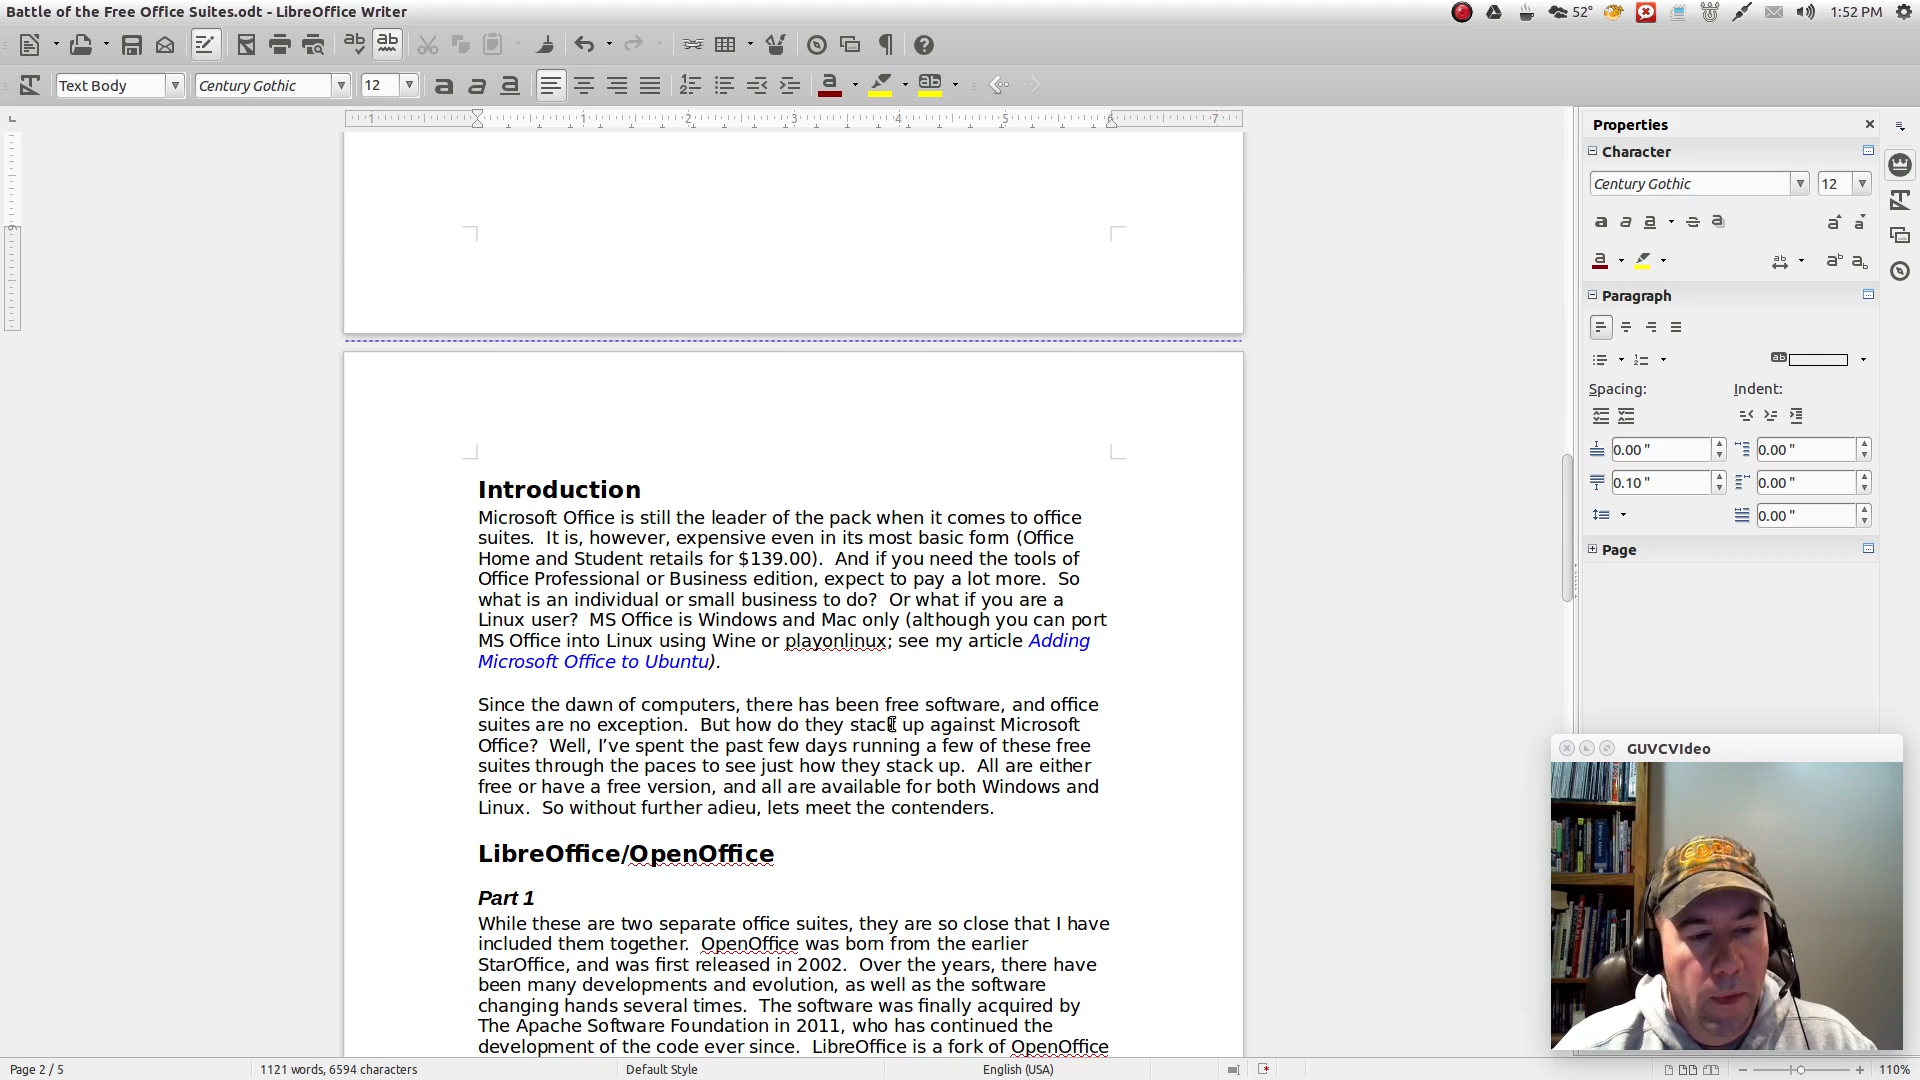 Battle of the Free Office Suites.odt - LibreOffice Writer
52°
1:52 PM
Text Body
Century Gothic
12
1 1 2 3 4 5 6 7
Properties
Character
Century Gothic
12
Paragraph
Spacing:
Indent:
0.00 "
0.00 "
0.10 "
0.00 "
0.00 "
Page
Introduction
Microsoft Office is still the leader of the pack when it comes to office
suites.  It is, however, expensive even in its most basic form (Office
Home and Student retails for $139.00).  And if you need the tools of
Office Professional or Business edition, expect to pay a lot more.  So
what is an individual or small business to do?  Or what if you are a
Linux user?  MS Office is Windows and Mac only (although you can port
MS Office into Linux using Wine or playonlinux; see my article Adding
Microsoft Office to Ubuntu).
Since the dawn of computers, there has been free software, and office
suites are no exception.  But how do they stack up against Microsoft
Office?  Well, I’ve spent the past few days running a few of these free
suites through the paces to see just how they stack up.  All are either
free or have a free version, and all are available for both Windows and
Linux.  So without further adieu, lets meet the contenders.
LibreOffice/OpenOffice
Part 1
While these are two separate office suites, they are so close that I have
included them together.  OpenOffice was born from the earlier
StarOffice, and was first released in 2002.  Over the years, there have
been many developments and evolution, as well as the software
changing hands several times.  The software was finally acquired by
The Apache Software Foundation in 2011, who has continued the
development of the code ever since.  LibreOffice is a fork of OpenOffice
GUVCVIdeo
Page 2 / 5
1121 words, 6594 characters
Default Style
English (USA)
110%